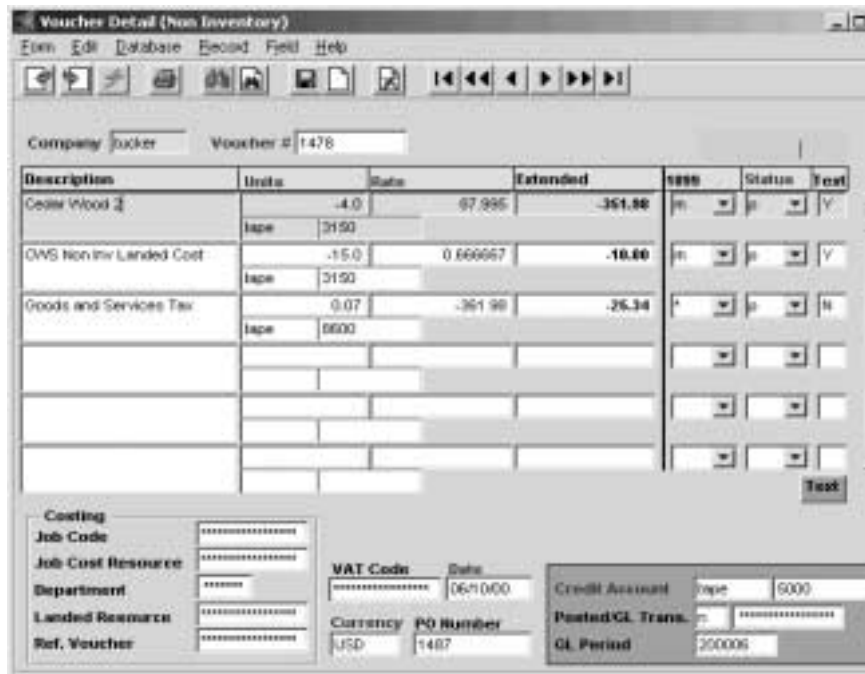 Voucher Detail (Non Inventory)
Form Edit Database Record Field Help
Company tucker Voucher # 1478
Description Units Rate Extended 1099 Status Text
Cedar Wood 2 -4.0 87.995 -351.98 m p Y
tape 3150
OWS Non Inv Landed Cost -15.0 0.666667 -10.00 m p Y
tape 3150
Goods and Services Tax 0.07 -361.98 -25.34 * p N
tape 6600
Text
Costing
Job Code ******************
Job Cost Resource ******************
Department ********
Landed Resource ******************
Ref. Voucher ******************
VAT Code Date
****************** 06/10/00
Currency PO Number
USD 1487
Credit Account tape 5000
Posted/GL Trans. n ******************
GL Period 200006